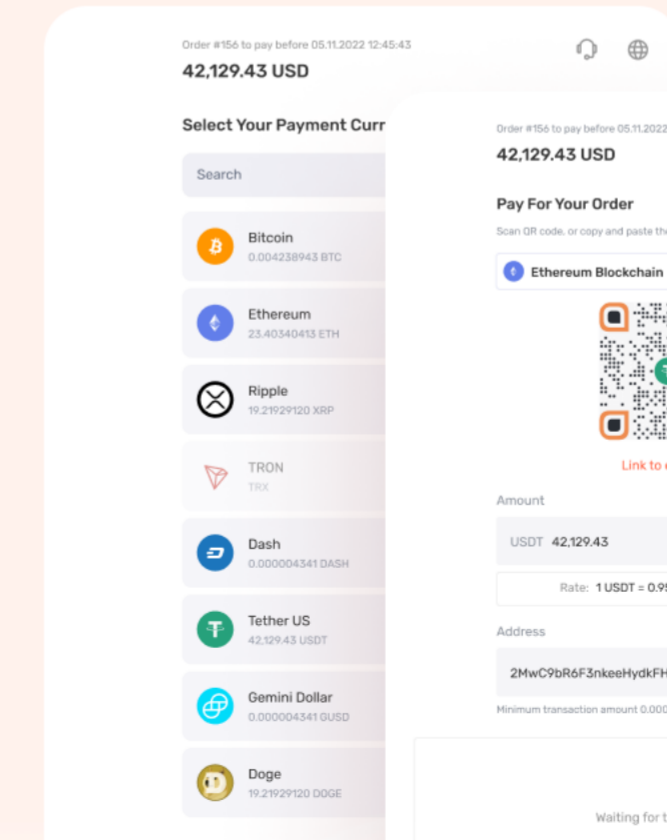 Order #156 to pay before 05.11.2022 12:45:43
42,129.43 USD
Select Your Payment Curr
Search
Bitcoin
0.004238943 BTC
Ethereum
23.40340413 ETH
Ripple
19.21929120 XRP
TRON
TRX
Dash
0.000004341 DASH
Tether US
42,129.43 USDT
Gemini Dollar
0.000004341 GUSD
Doge
19.21929120 DOGE
Order #156 to pay before 05.11.2022
42,129.43 USD
Pay For Your Order
Scan QR code, or copy and paste the
Ethereum Blockchain
Link to
Amount
USDT 42,129.43
Rate: 1 USDT = 0.99
Address
2MwC9bR6F3nkeeHydkFH
Minimum transaction amount 0.000
Waiting for t